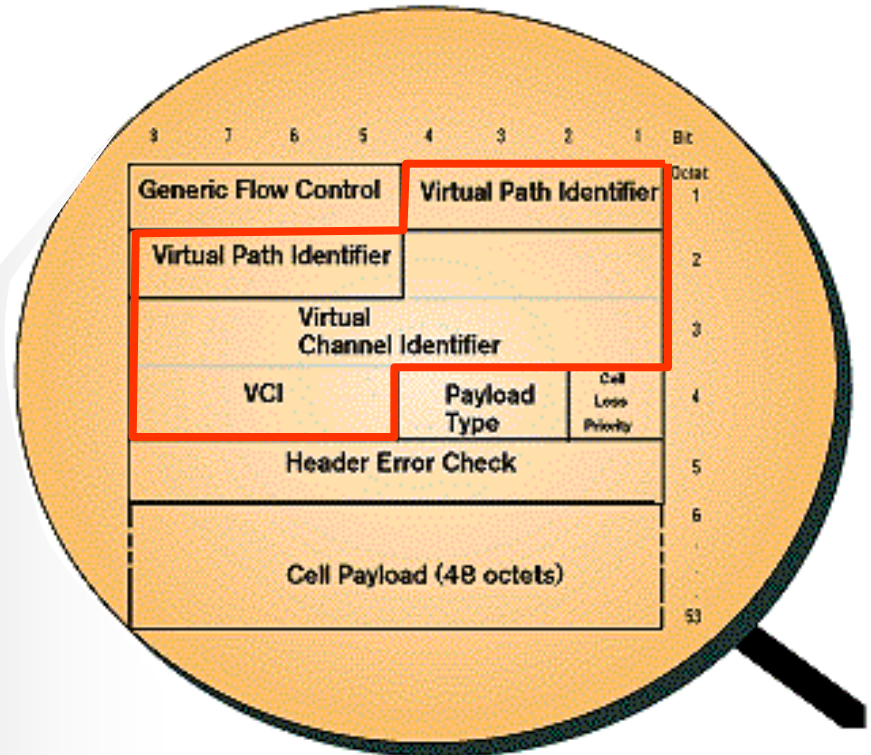 8 7 6 5 4 3 2 1 Bit
Octet
Generic Flow Control Virtual Path Identifier 1
Virtual Path Identifier 2
Virtual
Channel Identifier 3
VCI Payload
Type Cell
Loss
Priority 4
Header Error Check 5
6
.
Cell Payload (48 octets) .
.
53